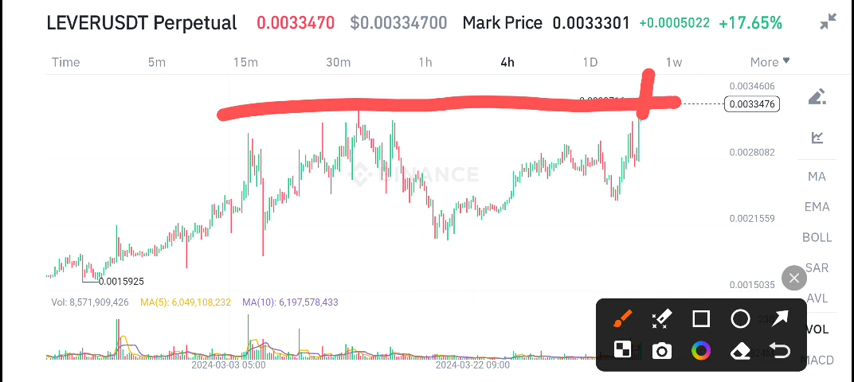 LEVERUSDT Perpetual 0.0033470 $0.00334700 Mark Price 0.0033301 +0.0005022 +17.65%
Time 5m 15m 30m 1h 4h 1D 1w More
0.0034606
0.0033476
BINANCE
0.0028082
MA
EMA
0.0021559
BOLL
SAR
0.0015925
0.0015035
AVL
Vol: 8,571,909,426 MA(5): 6,049,108,232 MA(10): 6,197,578,433
VOL
MACD
2024-03-03 05:00 2024-03-22 09:00